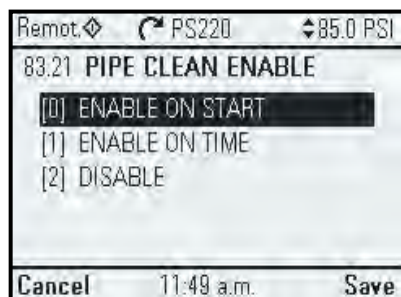 Remot. PS220 85.0 PSI
83.21 PIPE CLEAN ENABLE
[0] ENABLE ON START
[1] ENABLE ON TIME
[2] DISABLE
Cancel 11:49 a.m. Save